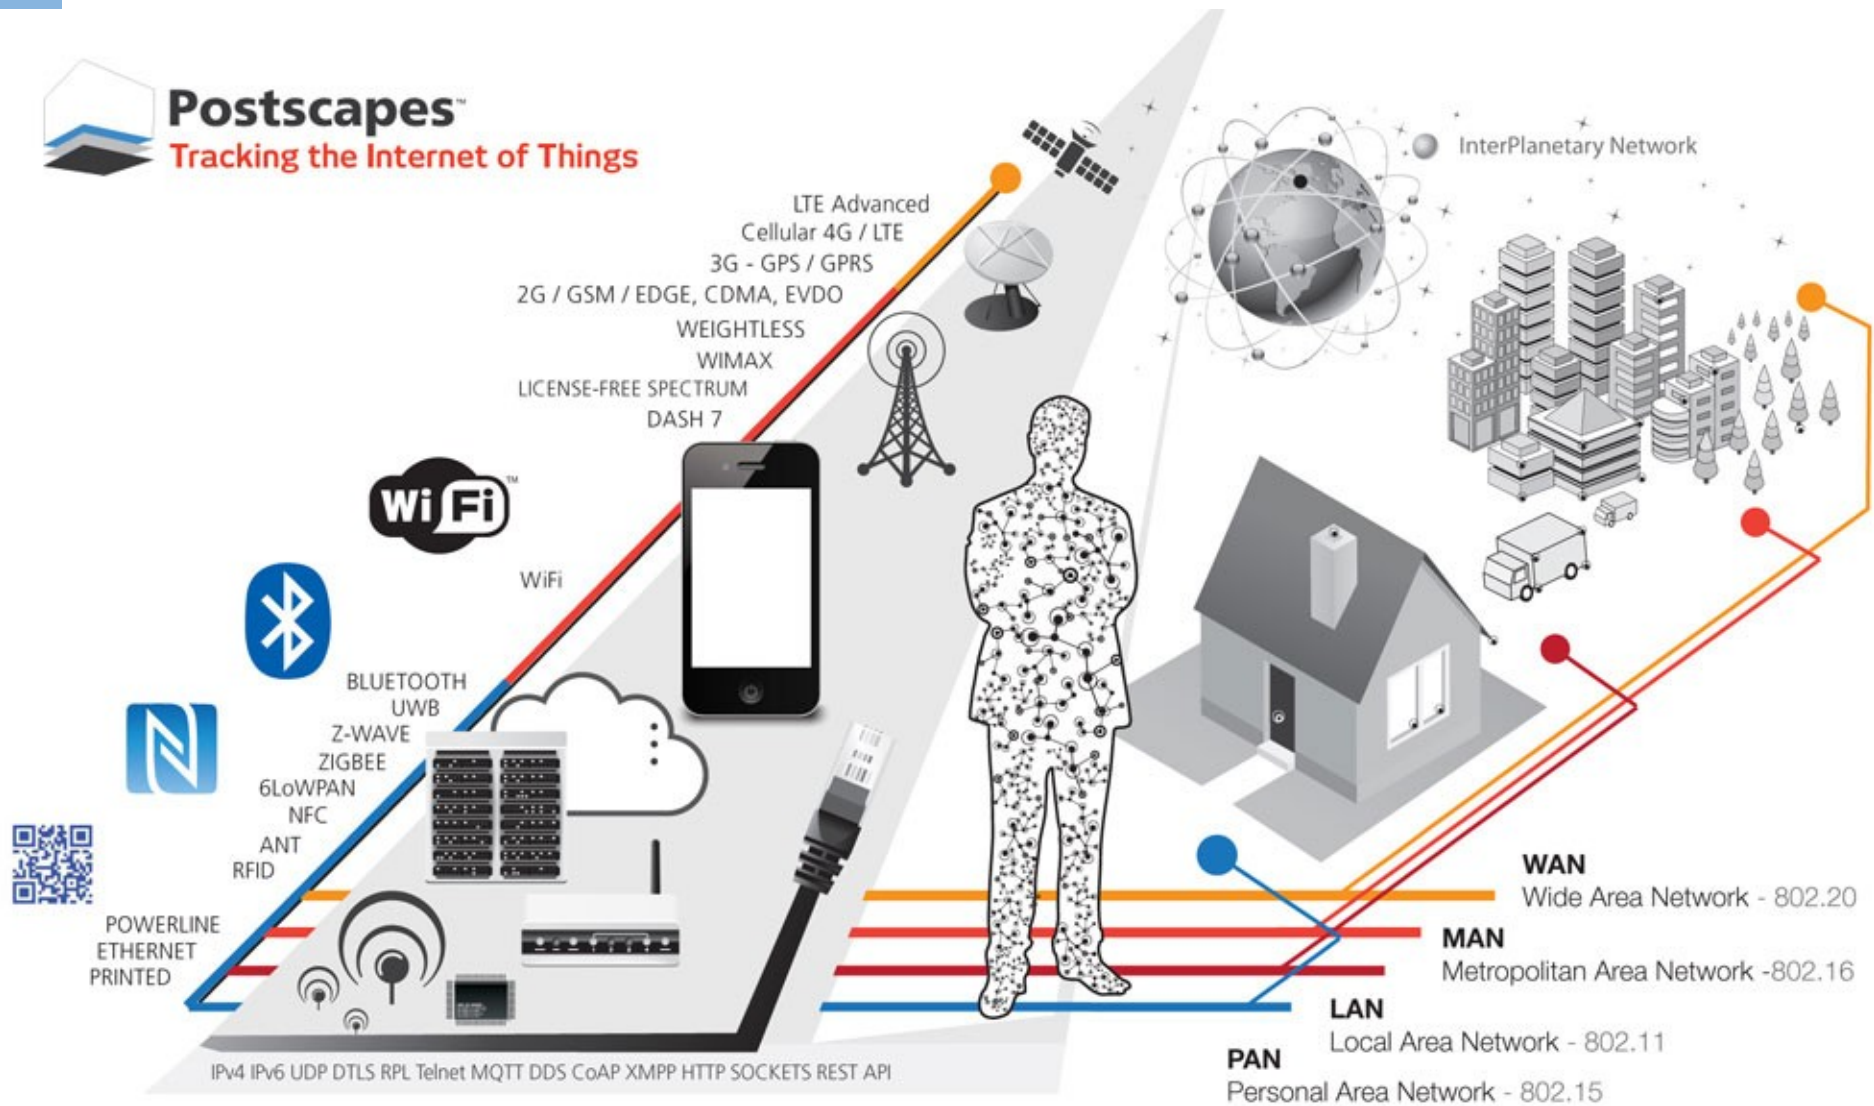 Postscapes™
Tracking the Internet of Things
InterPlanetary Network
LTE Advanced
Cellular 4G / LTE
3G - GPS / GPRS
2G / GSM / EDGE, CDMA, EVDO
WEIGHTLESS
WIMAX
LICENSE-FREE SPECTRUM
DASH 7
WiFi™
WiFi
BLUETOOTH
UWB
Z-WAVE
ZIGBEE
6LoWPAN
NFC
ANT
RFID
POWERLINE
ETHERNET
PRINTED
WAN
Wide Area Network - 802.20
MAN
Metropolitan Area Network -802.16
LAN
Local Area Network - 802.11
PAN
Personal Area Network - 802.15
IPv4 IPv6 UDP DTLS RPL Telnet MQTT DDS CoAP XMPP HTTP SOCKETS REST API